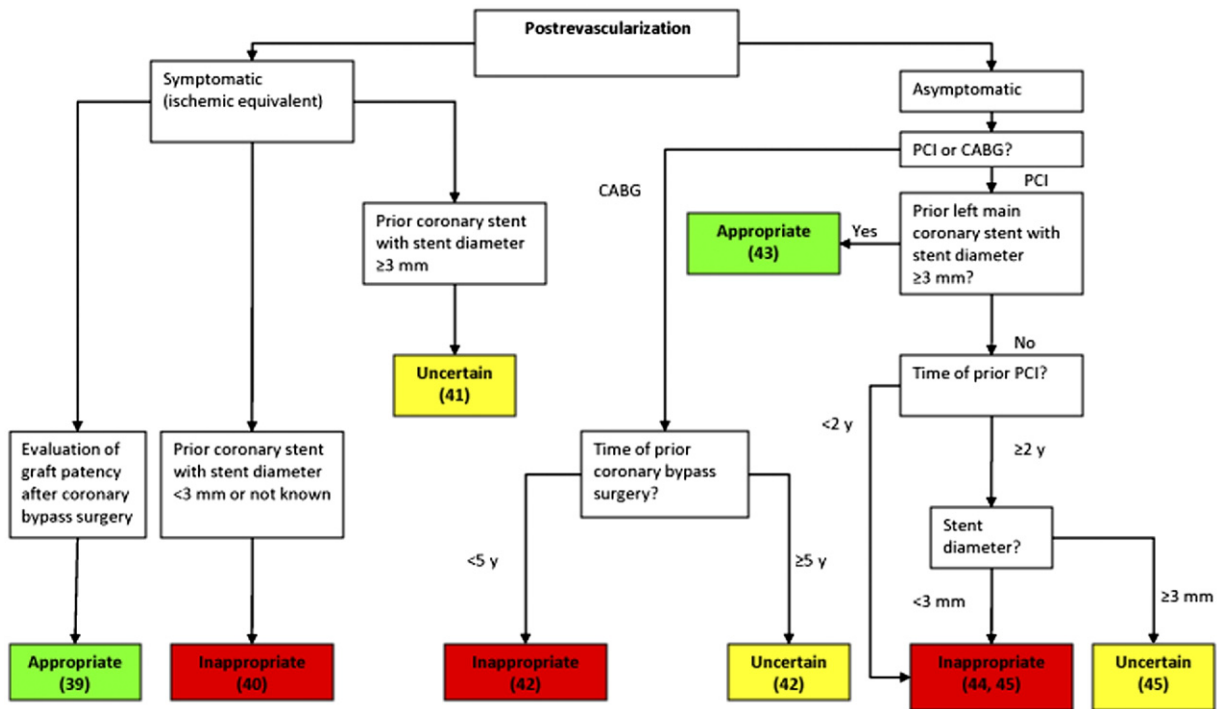 Postrevascularization
Symptomatic
(ischemic equivalent)
Asymptomatic
PCI or CABG?
CABG
PCI
Prior coronary stent
with stent diameter
≥3 mm
Appropriate
(43)
Yes
Prior left main
coronary stent with
stent diameter
≥3 mm?
No
Uncertain
(41)
Time of prior PCI?
<2 y
≥2 y
Evaluation of
graft patency
after coronary
bypass surgery
Prior coronary stent
with stent diameter
<3 mm or not known
Time of prior
coronary bypass
surgery?
Stent
diameter?
<5 y
≥5 y
<3 mm
≥3 mm
Appropriate
(39)
Inappropriate
(40)
Inappropriate
(42)
Uncertain
(42)
Inappropriate
(44, 45)
Uncertain
(45)